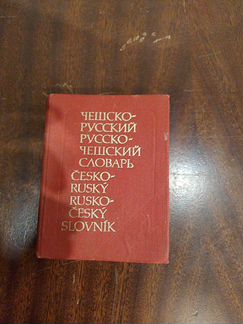 ЧЕШСКО-
РУССКИЙ
РУССКО-
ЧЕШСКИЙ
СЛОВАРЬ
ČESKO-
RUSKÝ
RUSKO-
ČESKÝ
SLOVNÍK